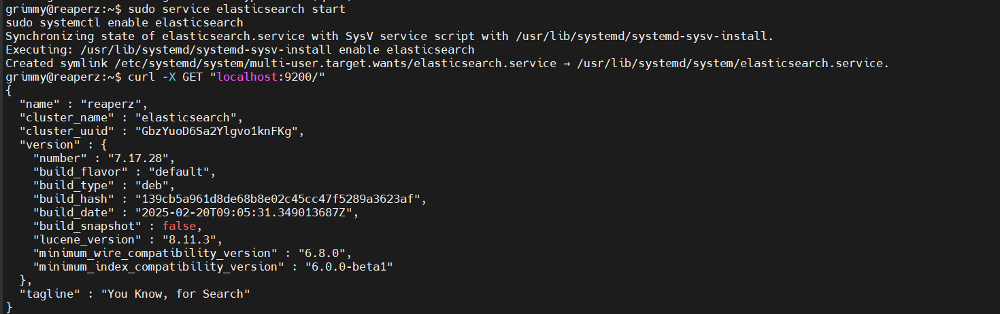 grimmy@reaperz:~$ sudo service elasticsearch start
sudo systemctl enable elasticsearch
Synchronizing state of elasticsearch.service with SysV service script with /usr/lib/systemd/systemd-sysv-install.
Executing: /usr/lib/systemd/systemd-sysv-install enable elasticsearch
Created symlink /etc/systemd/system/multi-user.target.wants/elasticsearch.service → /usr/lib/systemd/system/elasticsearch.service.
grimmy@reaperz:~$ curl -X GET "localhost:9200/"
{
  "name" : "reaperz",
  "cluster_name" : "elasticsearch",
  "cluster_uuid" : "GbzYuoD6Sa2Ylgvo1knFKg",
  "version" : {
    "number" : "7.17.28",
    "build_flavor" : "default",
    "build_type" : "deb",
    "build_hash" : "139cb5a961d8de68b8e02c45cc47f5289a3623af",
    "build_date" : "2025-02-20T09:05:31.349013687Z",
    "build_snapshot" : false,
    "lucene_version" : "8.11.3",
    "minimum_wire_compatibility_version" : "6.8.0",
    "minimum_index_compatibility_version" : "6.0.0-beta1"
  },
  "tagline" : "You Know, for Search"
}